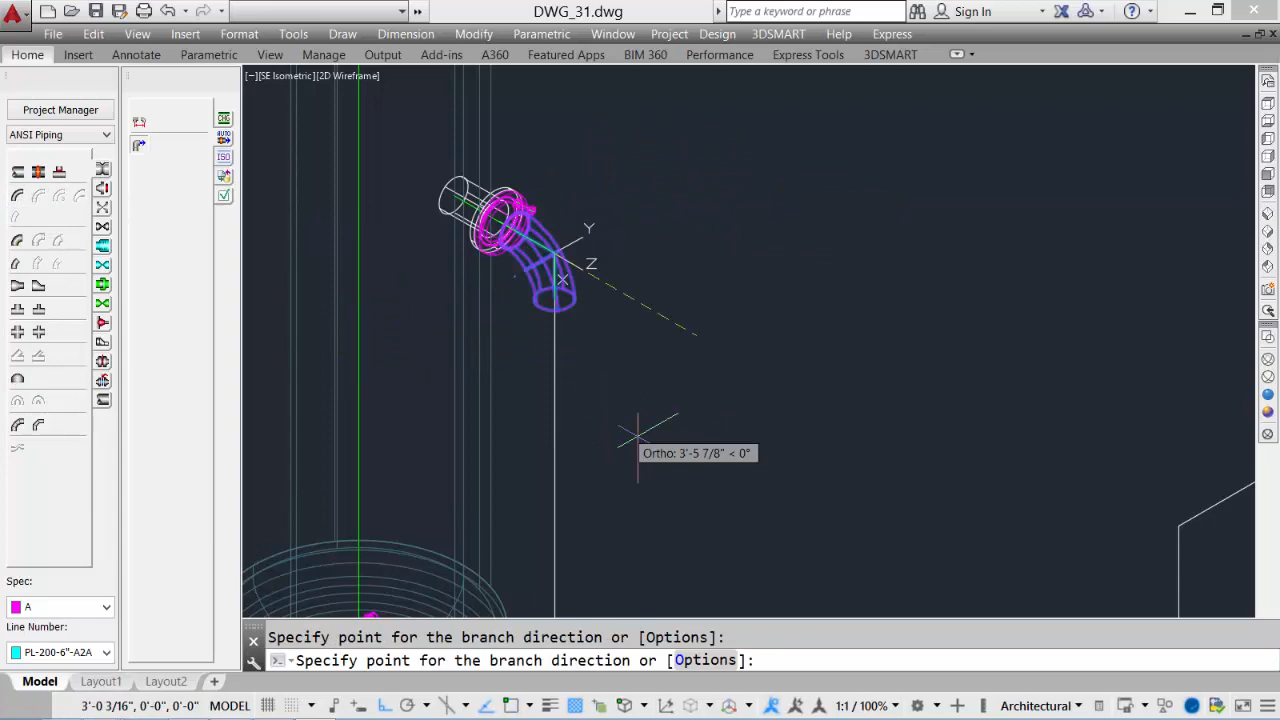 DWG_31.dwg
Type a keyword or phrase
Sign In
File Edit View Insert Format Tools Draw Dimension Modify Parametric Window Project Design 3DSMART Help Express
Home Insert Annotate Parametric View Manage Output Add-ins A360 Featured Apps BIM 360 Performance Express Tools 3DSMART
[−][SE Isometric][2D Wireframe]
Project Manager
ANSI Piping
CHG
AUTO
ISO
Y
Z
X
Ortho: 3'-5 7/8" < 0°
Spec:
A
Line Number:
PL-200-6"-A2A
Specify point for the branch direction or [Options]:
Specify point for the branch direction or [Options]:
Model Layout1 Layout2
3'-0 3/16", 0'-0", 0'-0" MODEL 1:1 / 100% Architectural